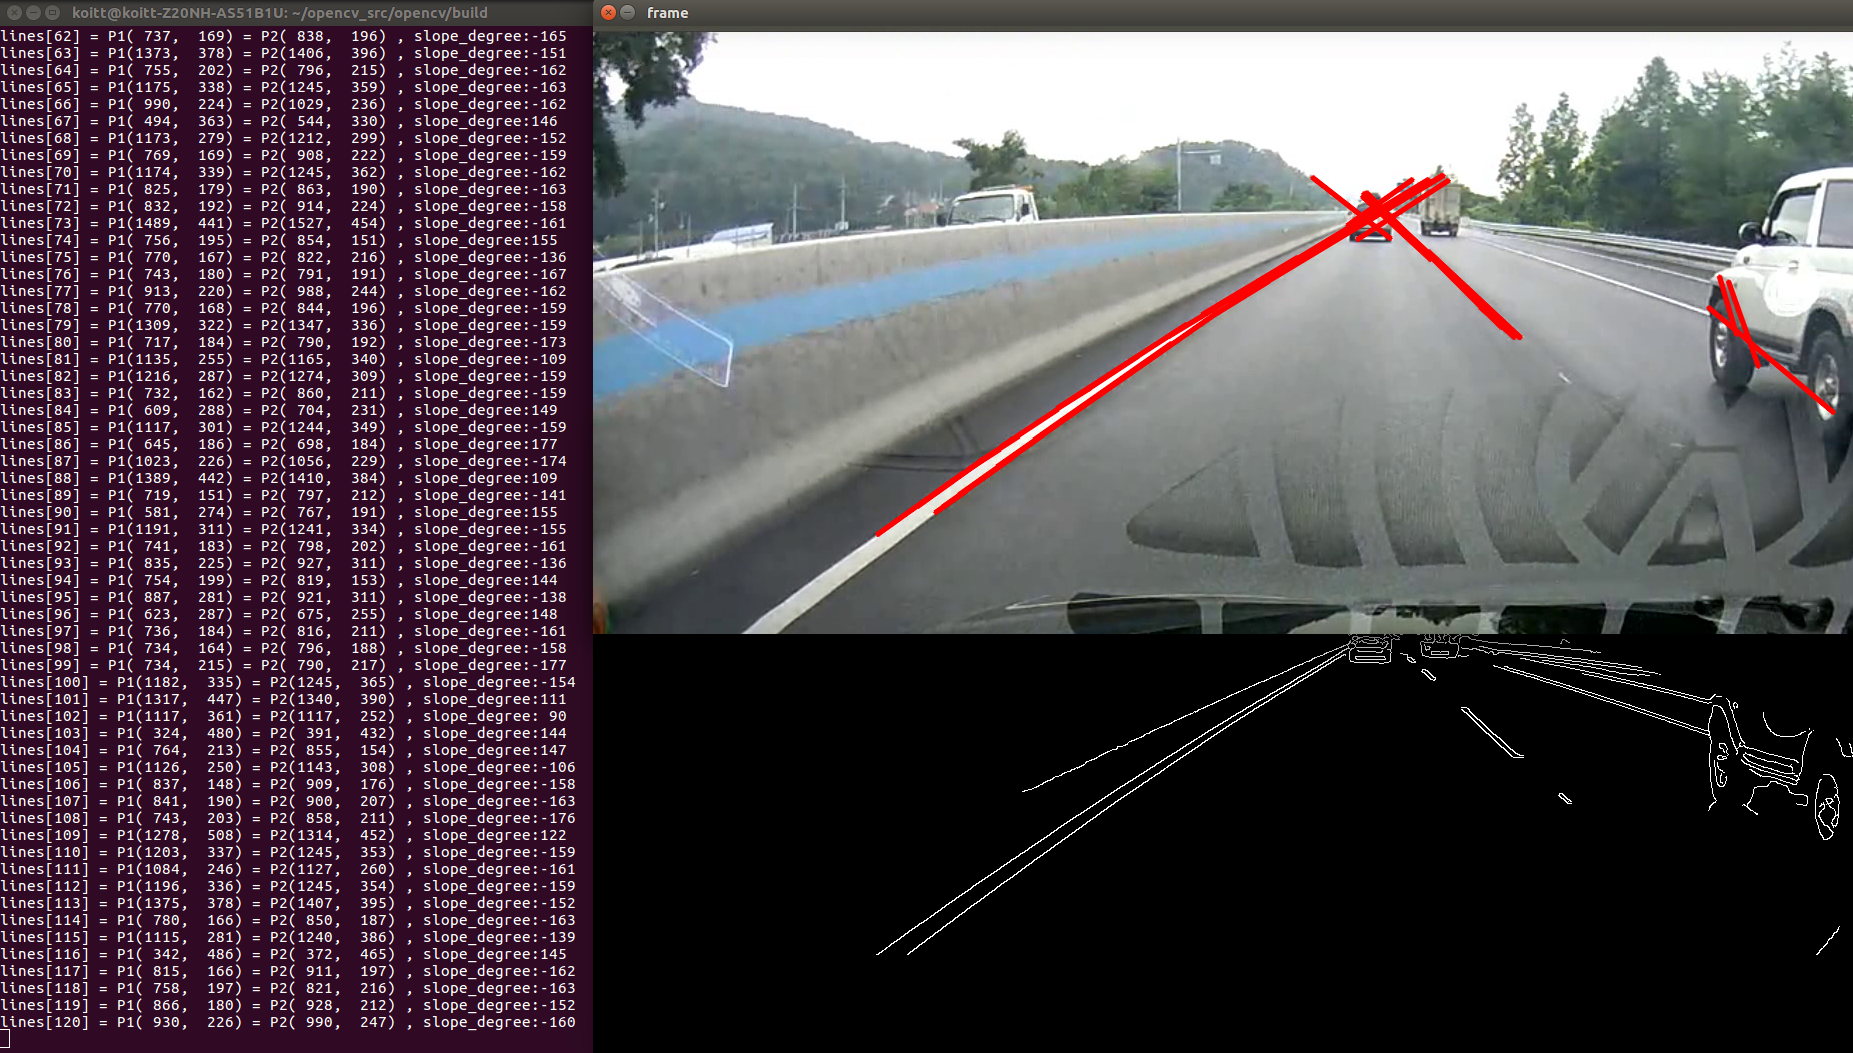 koitt@koitt-Z20NH-AS51B1U: ~/opencv_src/opencv/build
lines[62] = P1( 737,  169) = P2( 838,  196) , slope_degree:-165
lines[63] = P1(1373,  378) = P2(1406,  396) , slope_degree:-151
lines[64] = P1( 755,  202) = P2( 796,  215) , slope_degree:-162
lines[65] = P1(1175,  338) = P2(1245,  359) , slope_degree:-163
lines[66] = P1( 990,  224) = P2(1029,  236) , slope_degree:-162
lines[67] = P1( 494,  363) = P2( 544,  330) , slope_degree:146
lines[68] = P1(1173,  279) = P2(1212,  299) , slope_degree:-152
lines[69] = P1( 769,  169) = P2( 908,  222) , slope_degree:-159
lines[70] = P1(1174,  339) = P2(1245,  362) , slope_degree:-162
lines[71] = P1( 825,  179) = P2( 863,  190) , slope_degree:-163
lines[72] = P1( 832,  192) = P2( 914,  224) , slope_degree:-158
lines[73] = P1(1489,  441) = P2(1527,  454) , slope_degree:-161
lines[74] = P1( 756,  195) = P2( 854,  151) , slope_degree:155
lines[75] = P1( 770,  167) = P2( 822,  216) , slope_degree:-136
lines[76] = P1( 743,  180) = P2( 791,  191) , slope_degree:-167
lines[77] = P1( 913,  220) = P2( 988,  244) , slope_degree:-162
lines[78] = P1( 770,  168) = P2( 844,  196) , slope_degree:-159
lines[79] = P1(1309,  322) = P2(1347,  336) , slope_degree:-159
lines[80] = P1( 717,  184) = P2( 790,  192) , slope_degree:-173
lines[81] = P1(1135,  255) = P2(1165,  340) , slope_degree:-109
lines[82] = P1(1216,  287) = P2(1274,  309) , slope_degree:-159
lines[83] = P1( 732,  162) = P2( 860,  211) , slope_degree:-159
lines[84] = P1( 609,  288) = P2( 704,  231) , slope_degree:149
lines[85] = P1(1117,  301) = P2(1244,  349) , slope_degree:-159
lines[86] = P1( 645,  186) = P2( 698,  184) , slope_degree:177
lines[87] = P1(1023,  226) = P2(1056,  229) , slope_degree:-174
lines[88] = P1(1389,  442) = P2(1410,  384) , slope_degree:109
lines[89] = P1( 719,  151) = P2( 797,  212) , slope_degree:-141
lines[90] = P1( 581,  274) = P2( 767,  191) , slope_degree:155
lines[91] = P1(1191,  311) = P2(1241,  334) , slope_degree:-155
lines[92] = P1( 741,  183) = P2( 798,  202) , slope_degree:-161
lines[93] = P1( 835,  225) = P2( 927,  311) , slope_degree:-136
lines[94] = P1( 754,  199) = P2( 819,  153) , slope_degree:144
lines[95] = P1( 887,  281) = P2( 921,  311) , slope_degree:-138
lines[96] = P1( 623,  287) = P2( 675,  255) , slope_degree:148
lines[97] = P1( 736,  184) = P2( 816,  211) , slope_degree:-161
lines[98] = P1( 734,  164) = P2( 796,  188) , slope_degree:-158
lines[99] = P1( 734,  215) = P2( 790,  217) , slope_degree:-177
lines[100] = P1(1182,  335) = P2(1245,  365) , slope_degree:-154
lines[101] = P1(1317,  447) = P2(1340,  390) , slope_degree:111
lines[102] = P1(1117,  361) = P2(1117,  252) , slope_degree: 90
lines[103] = P1( 324,  480) = P2( 391,  432) , slope_degree:144
lines[104] = P1( 764,  213) = P2( 855,  154) , slope_degree:147
lines[105] = P1(1126,  250) = P2(1143,  308) , slope_degree:-106
lines[106] = P1( 837,  148) = P2( 909,  176) , slope_degree:-158
lines[107] = P1( 841,  190) = P2( 900,  207) , slope_degree:-163
lines[108] = P1( 743,  203) = P2( 858,  211) , slope_degree:-176
lines[109] = P1(1278,  508) = P2(1314,  452) , slope_degree:122
lines[110] = P1(1203,  337) = P2(1245,  353) , slope_degree:-159
lines[111] = P1(1084,  246) = P2(1127,  260) , slope_degree:-161
lines[112] = P1(1196,  336) = P2(1245,  354) , slope_degree:-159
lines[113] = P1(1375,  378) = P2(1407,  395) , slope_degree:-152
lines[114] = P1( 780,  166) = P2( 850,  187) , slope_degree:-163
lines[115] = P1(1115,  281) = P2(1240,  386) , slope_degree:-139
lines[116] = P1( 342,  486) = P2( 372,  465) , slope_degree:145
lines[117] = P1( 815,  166) = P2( 911,  197) , slope_degree:-162
lines[118] = P1( 758,  197) = P2( 821,  216) , slope_degree:-163
lines[119] = P1( 866,  180) = P2( 928,  212) , slope_degree:-152
lines[120] = P1( 930,  226) = P2( 990,  247) , slope_degree:-160
frame